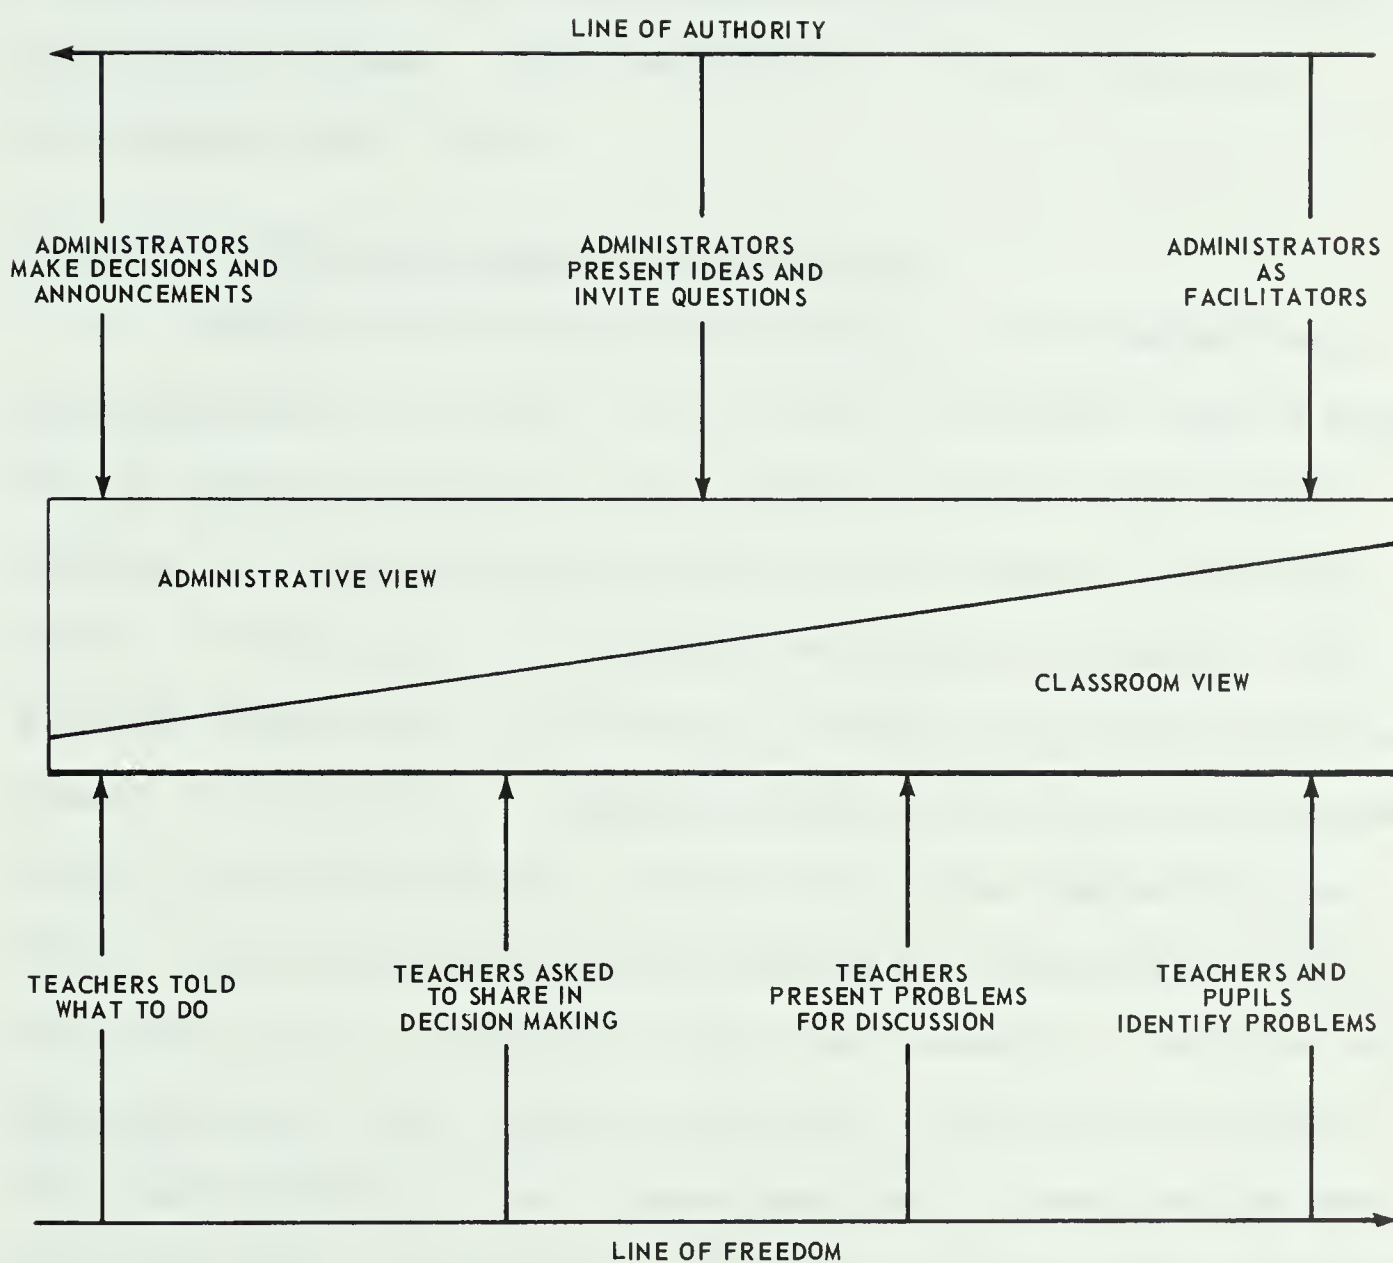 LINE OF AUTHORITY
ADMINISTRATORS
MAKE DECISIONS AND
ANNOUNCEMENTS
ADMINISTRATORS
PRESENT IDEAS AND
INVITE QUESTIONS
ADMINISTRATORS
AS
FACILITATORS
ADMINISTRATIVE VIEW
CLASSROOM VIEW
TEACHERS TOLD
WHAT TO DO
TEACHERS ASKED
TO SHARE IN
DECISION MAKING
TEACHERS
PRESENT PROBLEMS
FOR DISCUSSION
TEACHERS AND
PUPILS
IDENTIFY PROBLEMS
LINE OF FREEDOM